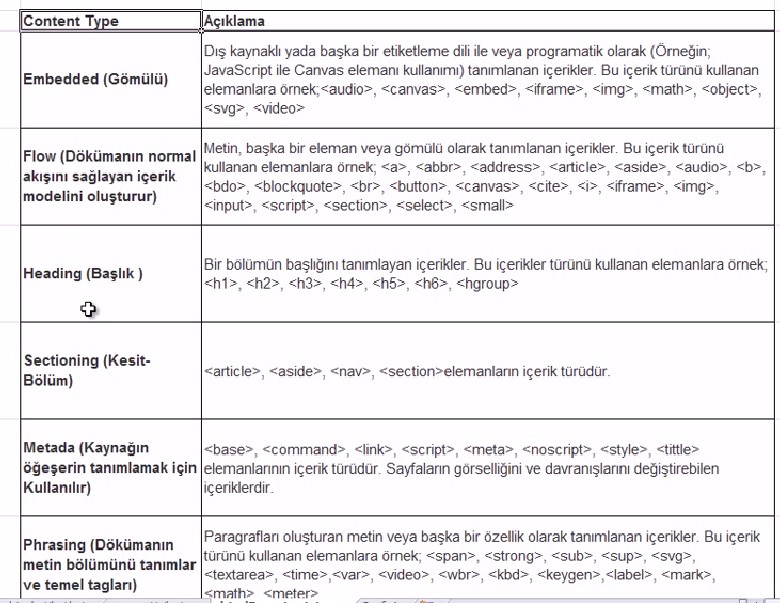 Content Type
Açıklama
Embedded (Gömülü)
Dış kaynaklı yada başka bir etiketleme dili ile veya programatik olarak (Örneğin;
JavaScript ile Canvas elemanı kullanımı) tanımlanan içerikler. Bu içerik türünü kullanan
elemanlara örnek;<audio>, <canvas>, <embed>, <iframe>, <img>, <math>, <object>,
<svg>, <video>
Flow (Dökümanın normal
akışını sağlayan içerik
modelini oluşturur)
Metin, başka bir eleman veya gömülü olarak tanımlanan içerikler. Bu içerik türünü
kullanan elemanlara örnek; <a>, <abbr>, <address>, <article>, <aside>, <audio>, <b>,
<bdo>, <blockquote>, <br>, <button>, <canvas>, <cite>, <i>, <iframe>, <img>,
<input>, <script>, <section>, <select>, <small>
Heading (Başlık )
Bir bölümün başlığını tanımlayan içerikler. Bu içerikler türünü kullanan elemanlara örnek;
<h1>, <h2>, <h3>, <h4>, <h5>, <h6>, <hgroup>
Sectioning (Kesit-
Bölüm)
<article>, <aside>, <nav>, <section>elemanların içerik türüdür.
Metada (Kaynağın
öğeşerin tanımlamak için
Kullanılır)
<base>, <command>, <link>, <script>, <meta>, <noscript>, <style>, <tittle>
elemanlarının içerik türüdür. Sayfaların görselliğini ve davranışlarını değiştirebilen
içeriklerdir.
Phrasing (Dökümanın
metin bölümünü tanımlar
ve temel tagları)
Paragrafları oluşturan metin veya başka bir özellik olarak tanımlanan içerikler. Bu içerik
türünü kullanan elemanlara örnek; <span>, <strong>, <sub>, <sup>, <svg>,
<textarea>, <time>,<var>, <video>, <wbr>, <kbd>, <keygen>,<label>, <mark>,
<math>, <meter>